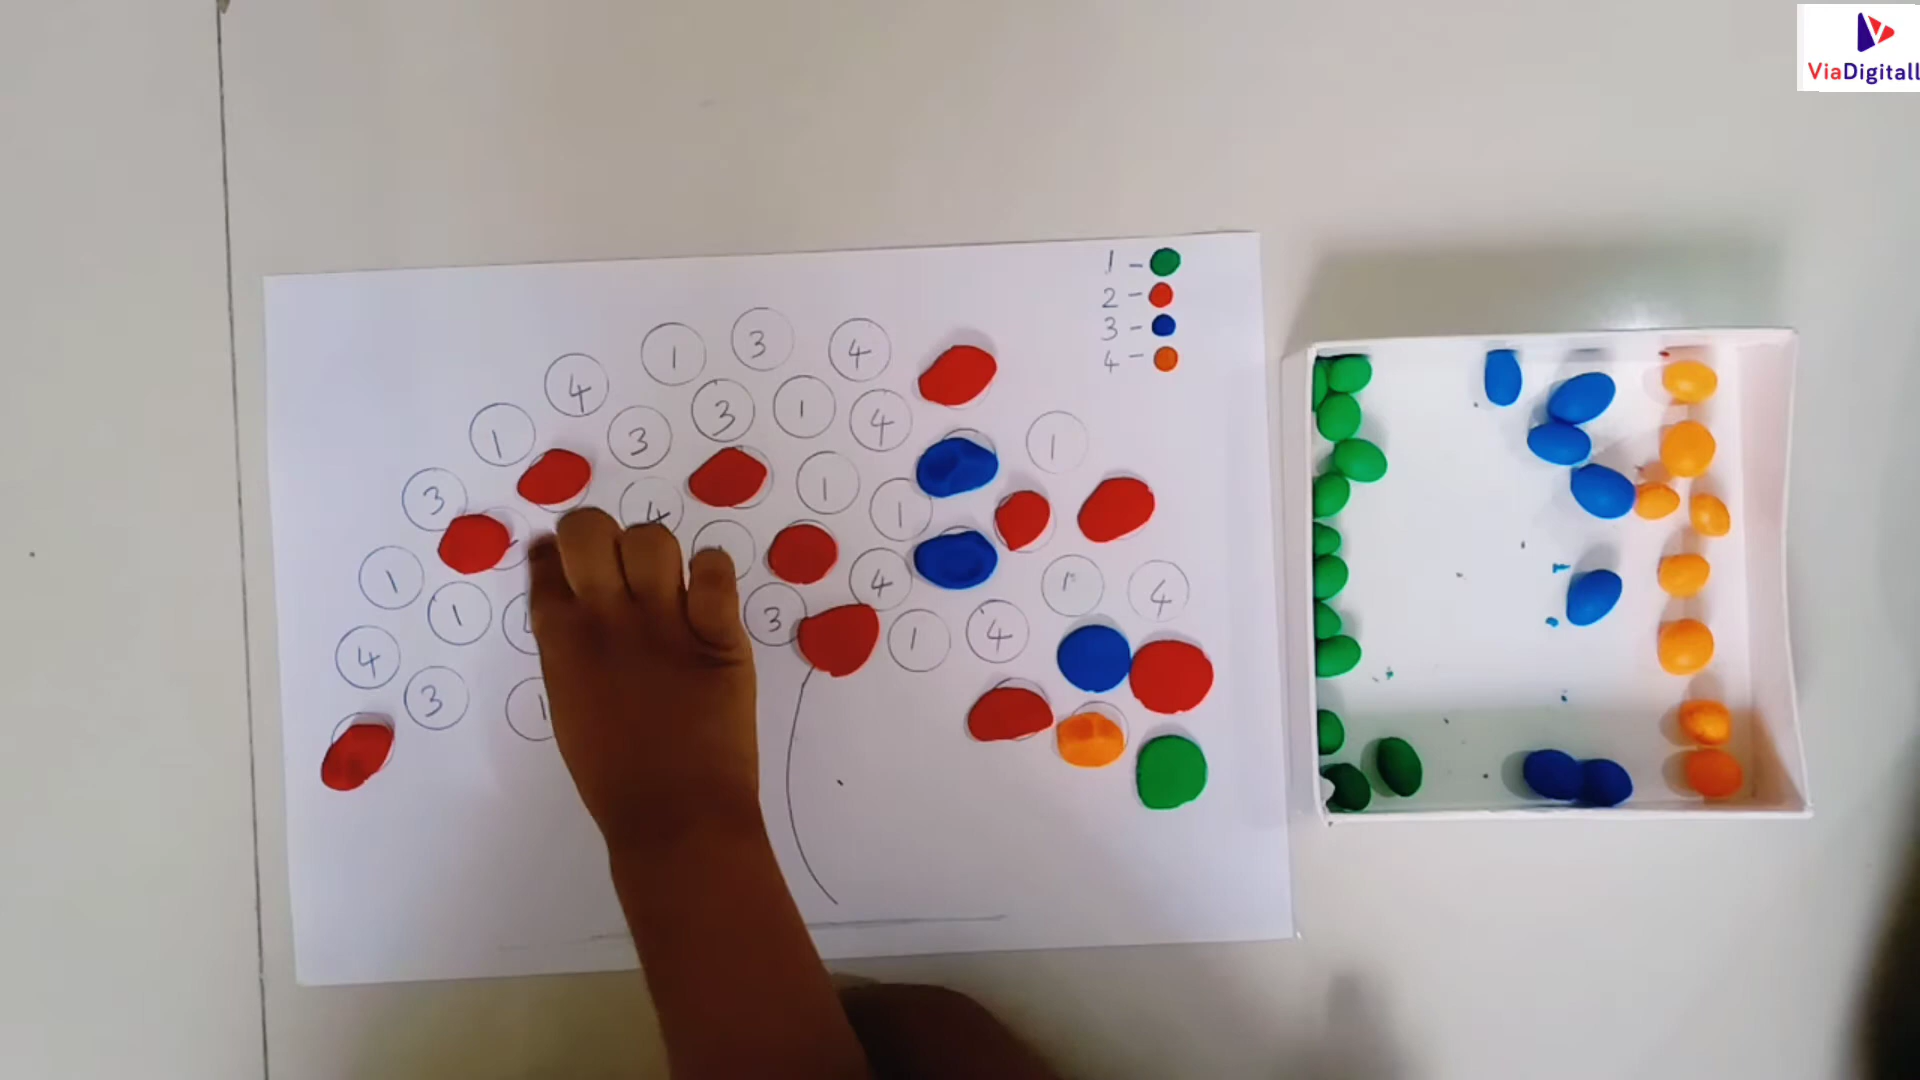 ViaDigitall
1 -
2 -
3 -
4 -
1 3 4
4
3 1 4
1 3 1
3 4 1 1
1 4 1 4
1 3 1 4
4
3 1